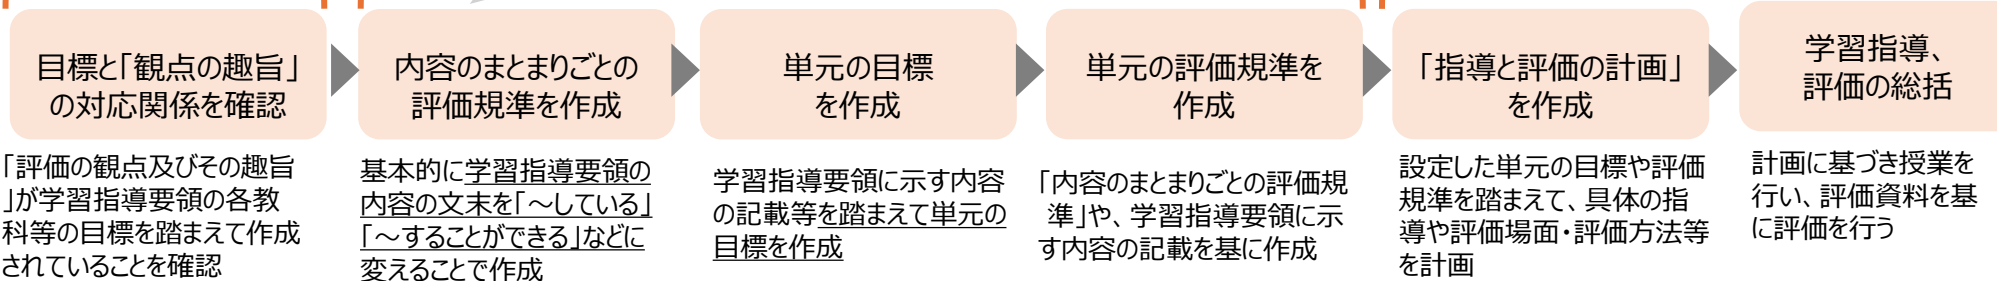 目標と「観点の趣旨」
の対応関係を確認
内容のまとまりごとの
評価規準を作成
単元の目標
を作成
単元の評価規準を
作成
「指導と評価の計画」
を作成
学習指導、
評価の総括
「評価の観点及びその趣旨
」が学習指導要領の各教
科等の目標を踏まえて作成
されていることを確認
基本的に学習指導要領の
内容の文末を「～している」
「～することができる」などに
変えることで作成
学習指導要領に示す内容
の記載等を踏まえて単元の
目標を作成
「内容のまとまりごとの評価規
準」や、学習指導要領に示
す内容の記載を基に作成
設定した単元の目標や評価
規準を踏まえて、具体の指
導や評価場面・評価方法等
を計画
計画に基づき授業を
行い、評価資料を基
に評価を行う